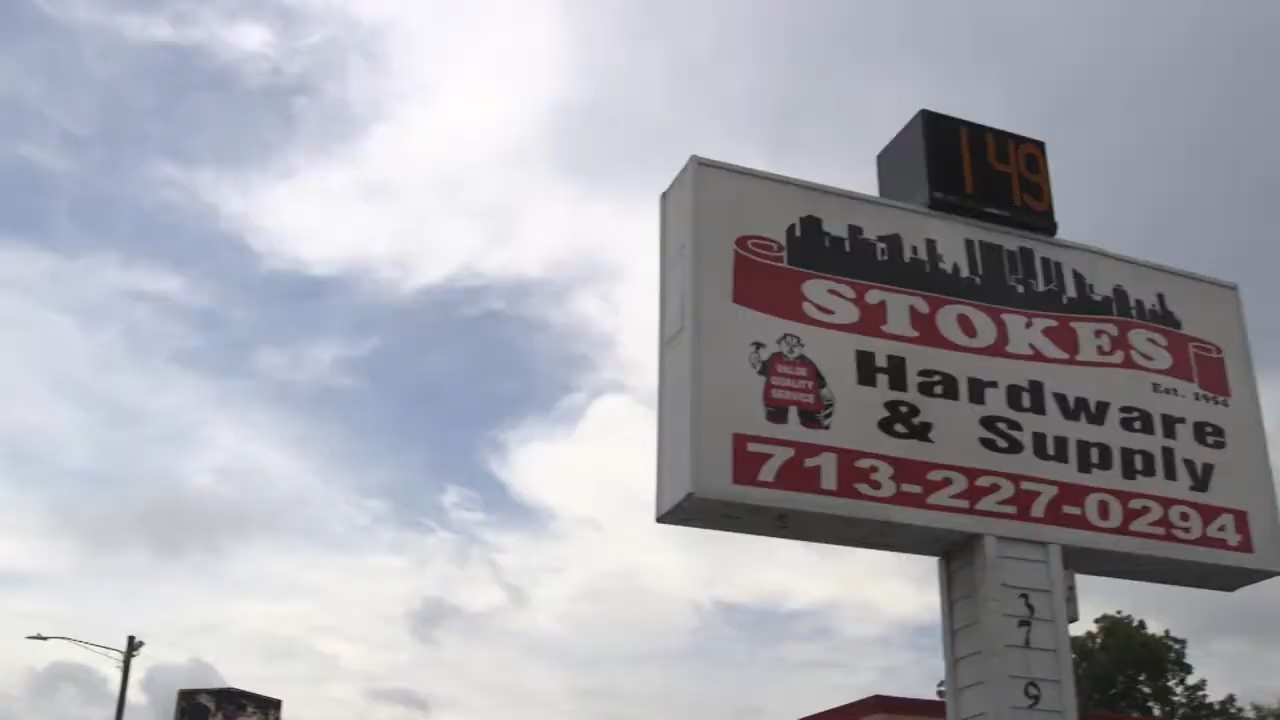 149
STOKES
Est. 1954
VALUE
QUALITY
SERVICE
Hardware
& Supply
713-227-0294
3
7
9